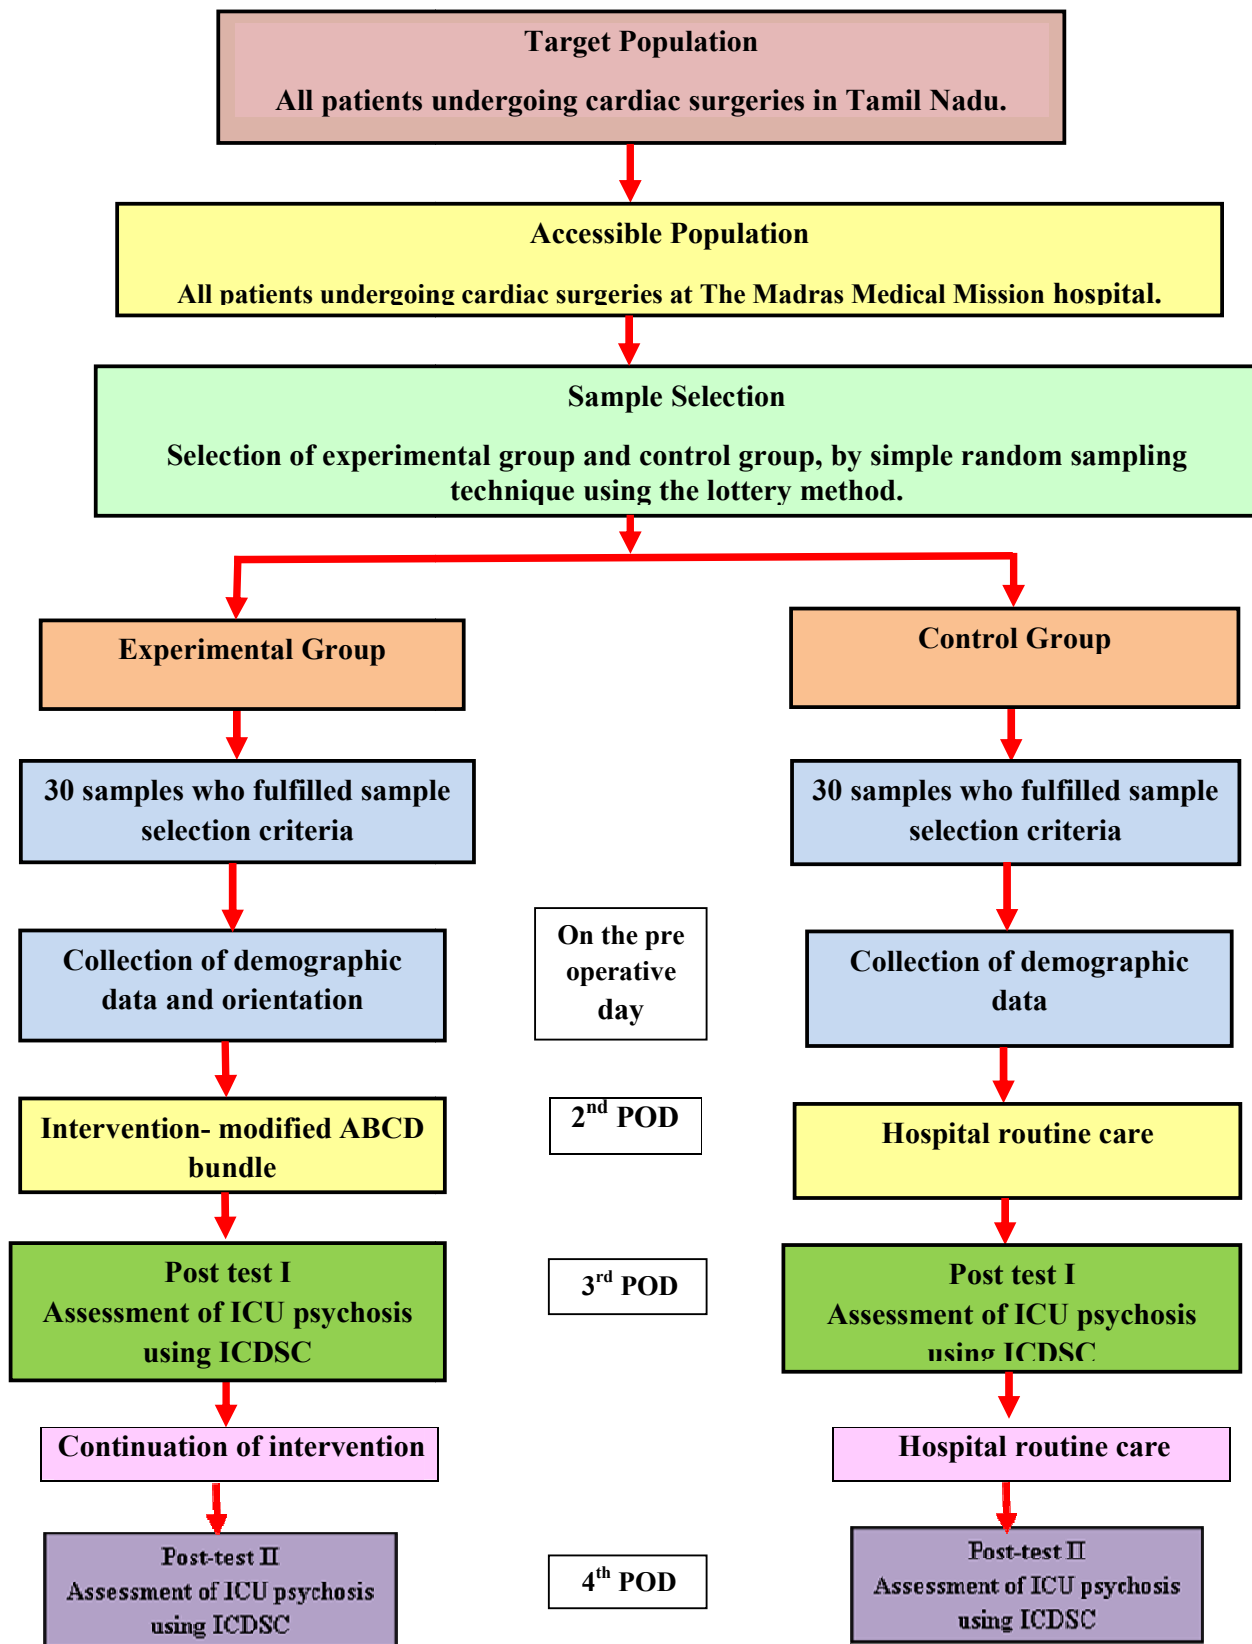 Target Population
All patients undergoing cardiac surgeries in Tamil Nadu.
Accessible Population
All patients undergoing cardiac surgeries at The Madras Medical Mission hospital.
Sample Selection
Selection of experimental group and control group, by simple random sampling
technique using the lottery method.
Experimental Group
Control Group
30 samples who fulfilled sample
selection criteria
30 samples who fulfilled sample
selection criteria
Collection of demographic
data and orientation
On the pre
operative
day
Collection of demographic
data
Intervention- modified ABCD
bundle
2nd POD
Hospital routine care
Post test I
Assessment of ICU psychosis
using ICDSC
3rd POD
Post test I
Assessment of ICU psychosis
using ICDSC
Continuation of intervention
Hospital routine care
Post-test II
Assessment of ICU psychosis
using ICDSC
4th POD
Post-test II
Assessment of ICU psychosis
using ICDSC